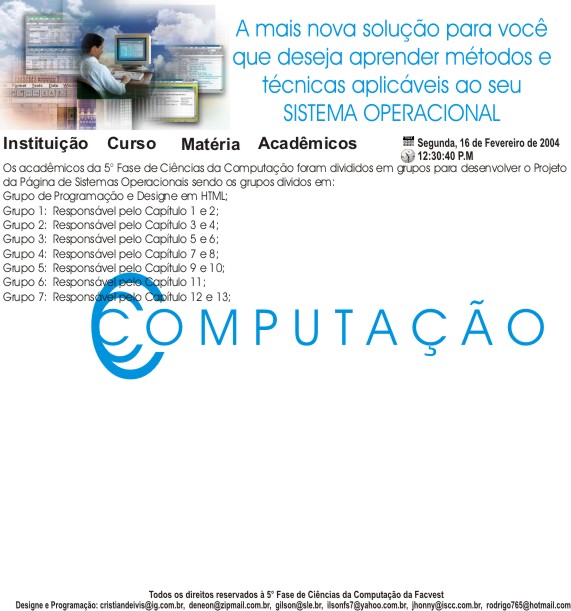 A mais nova solução para você
que deseja aprender métodos e
técnicas aplicáveis ao seu
SISTEMA OPERACIONAL
Format Tools Data
Instituição Curso Matéria Acadêmicos
Segunda, 16 de Fevereiro de 2004
12:30:40 P.M
Os acadêmicos da 5° Fase de Ciências da Computação foram divididos em grupos para desenvolver o Projeto
da Página de Sistemas Operacionais sendo os grupos dividos em:
Grupo de Programação e Designe em HTML;
Grupo 1: Responsável pelo Capítulo 1 e 2;
Grupo 2: Responsável pelo Capítulo 3 e 4;
Grupo 3: Responsável pelo Capítulo 5 e 6;
Grupo 4: Responsável pelo Capítulo 7 e 8;
Grupo 5: Responsável pelo Capítulo 9 e 10;
Grupo 6: Responsável pelo Capítulo 11;
Grupo 7: Responsável pelo Capítulo 12 e 13;
COMPUTAÇÃO
Todos os direitos reservados à 5° Fase de Ciências da Computação da Facvest
Designe e Programação: cristiandeivis@ig.com.br, deneon@zipmail.com.br, gilson@sle.br, ilsonfs7@yahoo.com.br, jhonny@iscc.com.br, rodrigo765@hotmail.com